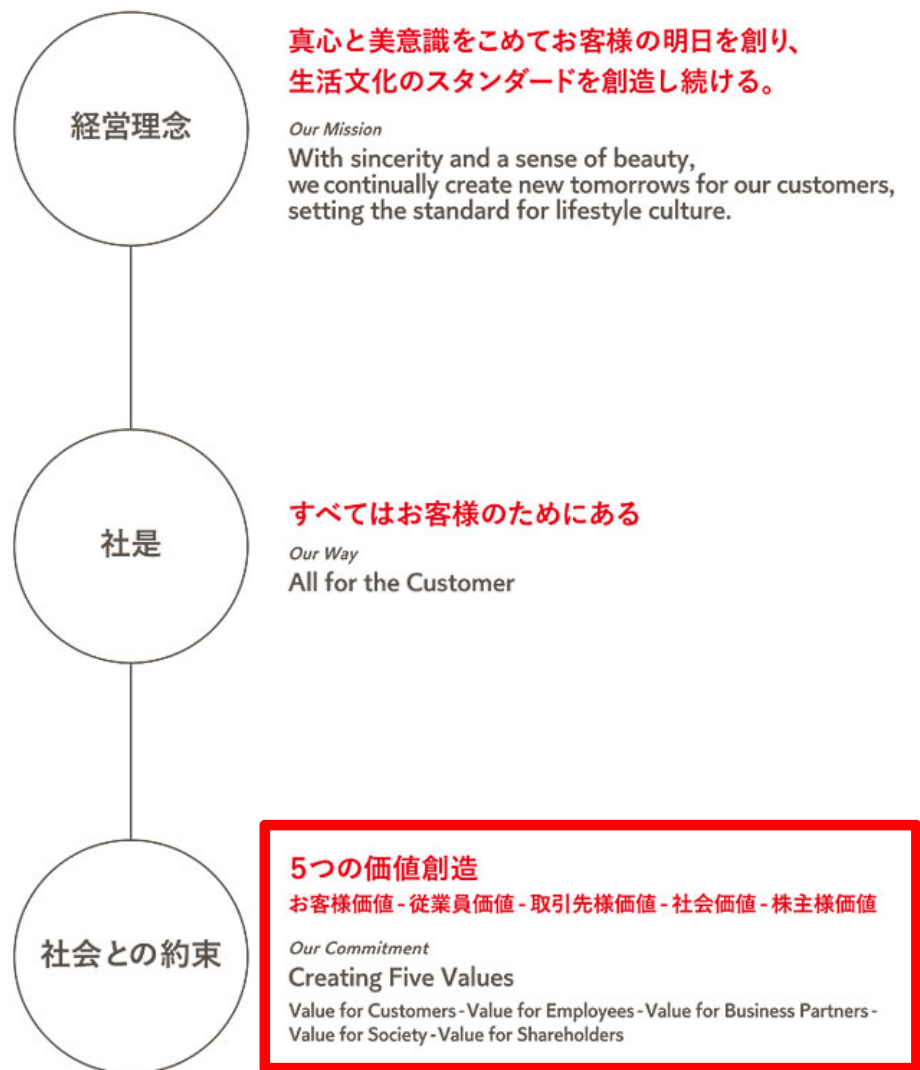 経営理念
真心と美意識をこめてお客様の明日を創り、
生活文化のスタンダードを創造し続ける。
Our Mission
With sincerity and a sense of beauty,
we continually create new tomorrows for our customers,
setting the standard for lifestyle culture.
社是
すべてはお客様のためにある
Our Way
All for the Customer
社会との約束
5つの価値創造
お客様価値-従業員価値-取引先様価値-社会価値-株主様価値
Our Commitment
Creating Five Values
Value for Customers-Value for Employees-Value for Business Partners-
Value for Society-Value for Shareholders